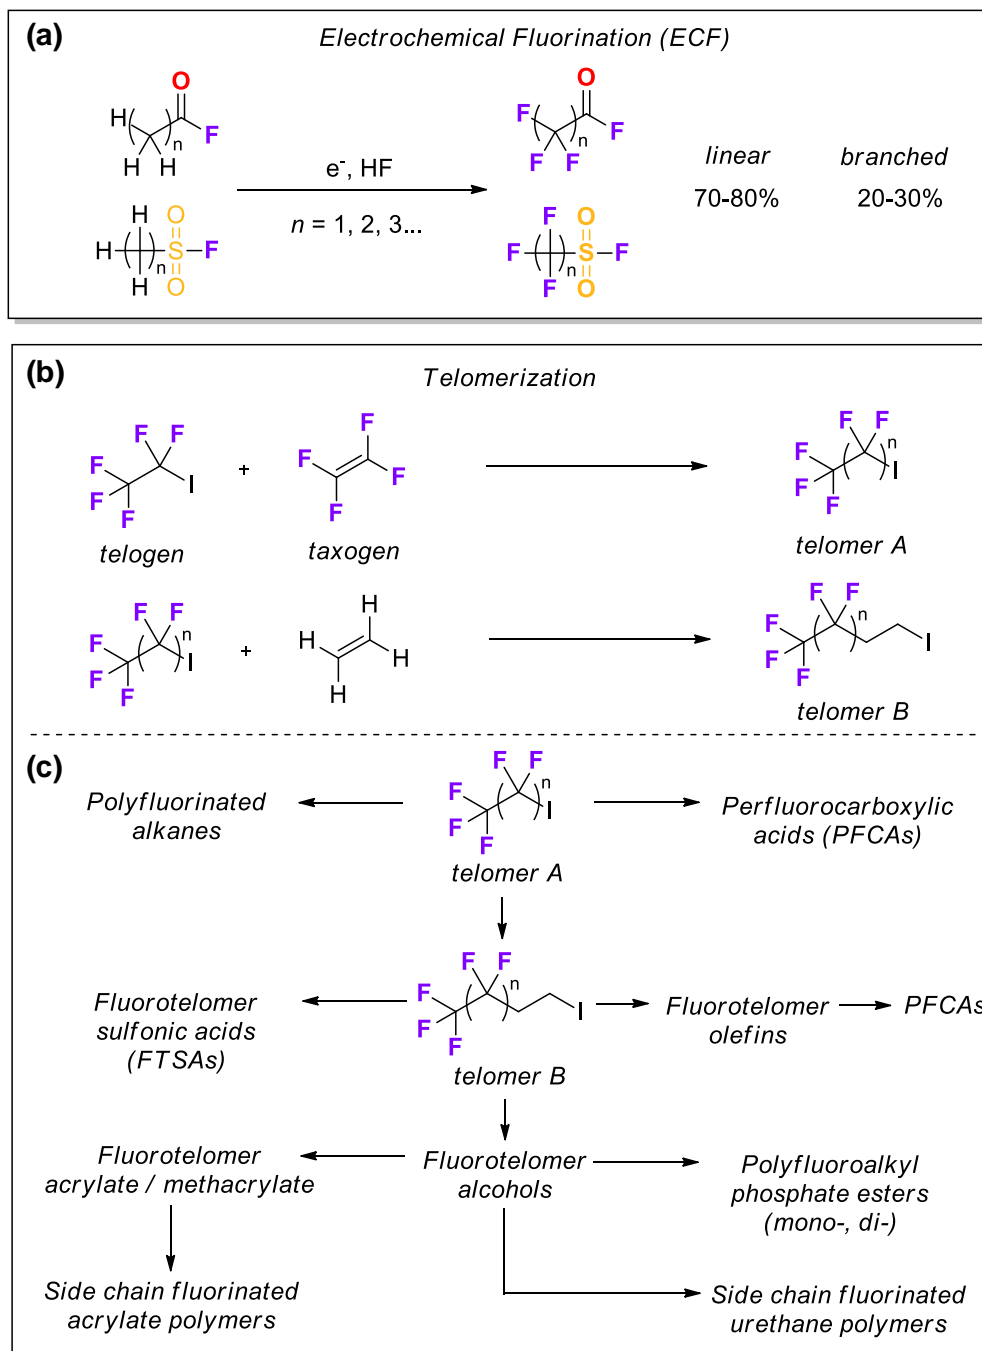 (a)
Electrochemical Fluorination (ECF)
O
H
n
F
H H
O
H
H
S
F
n
H
O
e-, HF
n = 1, 2, 3...
O
F
n
F
F F
F
O
F
S
F
n
F
O
linear
branched
70-80%
20-30%
(b)
Telomerization
F F
F
F
I
F
telogen
+
F
F
F
F
taxogen
F F
n
F
F
I
F
telomer A
F F
n
F
F
I
F
+
H
H
H
F F
n
F
F
I
F
telomer B
(c)
Polyfluorinated
alkanes
F F
n
F
F
I
F
telomer A
Perfluorocarboxylic
acids (PFCAs)
Fluorotelomer
sulfonic acids
(FTSAs)
F F
n
F
F
I
F
telomer B
Fluorotelomer
olefins
PFCAs
Fluorotelomer
acrylate / methacrylate
Fluorotelomer
alcohols
Polyfluoroalkyl
phosphate esters
(mono-, di-)
Side chain fluorinated
acrylate polymers
Side chain fluorinated
urethane polymers